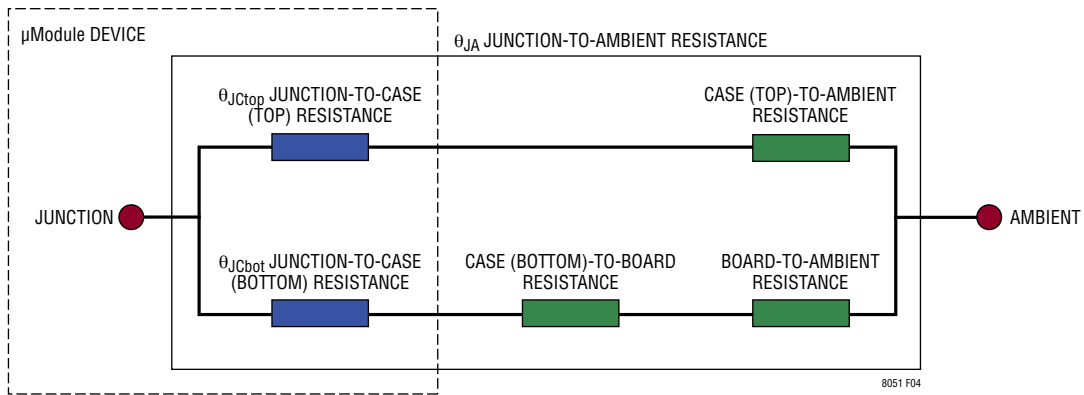 µModule DEVICE
θJA JUNCTION-TO-AMBIENT RESISTANCE
θJCtop JUNCTION-TO-CASE
(TOP) RESISTANCE
CASE (TOP)-TO-AMBIENT
RESISTANCE
JUNCTION
AMBIENT
θJCbot JUNCTION-TO-CASE
(BOTTOM) RESISTANCE
CASE (BOTTOM)-TO-BOARD
RESISTANCE
BOARD-TO-AMBIENT
RESISTANCE
8051 F04